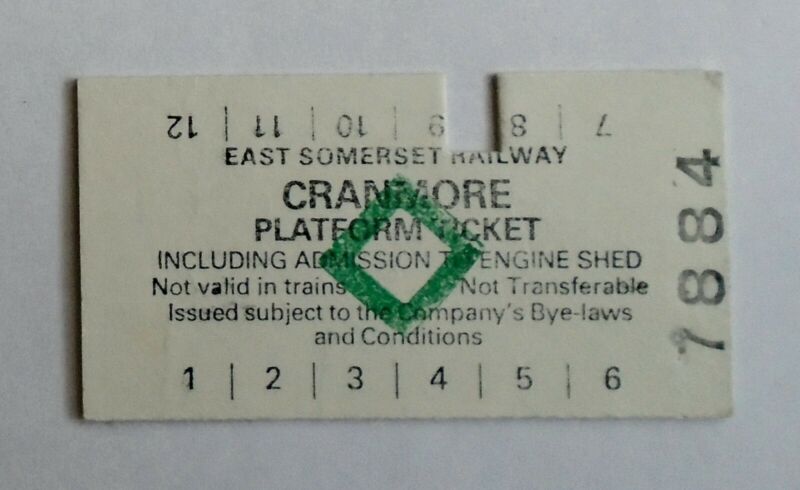 12 | 11 | 10 | 9 8 | 7
EAST SOMERSET RAILWAY
CRANMORE
PLATFORM TICKET
INCLUDING ADMISSION TO ENGINE SHED
Not valid in trains Not Transferable
Issued subject to the Company's Bye-laws
and Conditions
1 | 2 | 3 | 4 | 5 | 6
7884